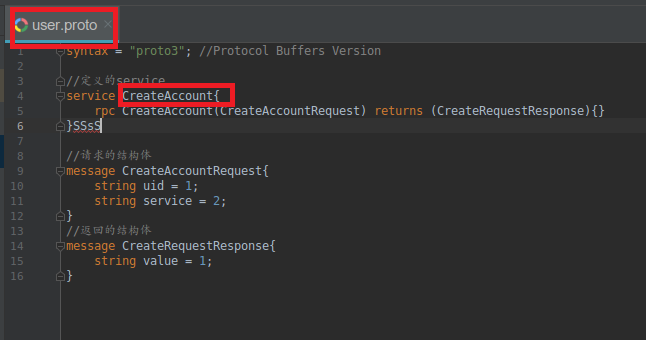 user.proto ×
1 syntax = "proto3"; //Protocol Buffers Version
2
3 //定义的service
4 service CreateAccount{
5 rpc CreateAccount(CreateAccountRequest) returns (CreateRequestResponse){}
6 }SSsS
7
8 //请求的结构体
9 message CreateAccountRequest{
10 string uid = 1;
11 string service = 2;
12 }
13 //返回的结构体
14 message CreateRequestResponse{
15 string value = 1;
16 }